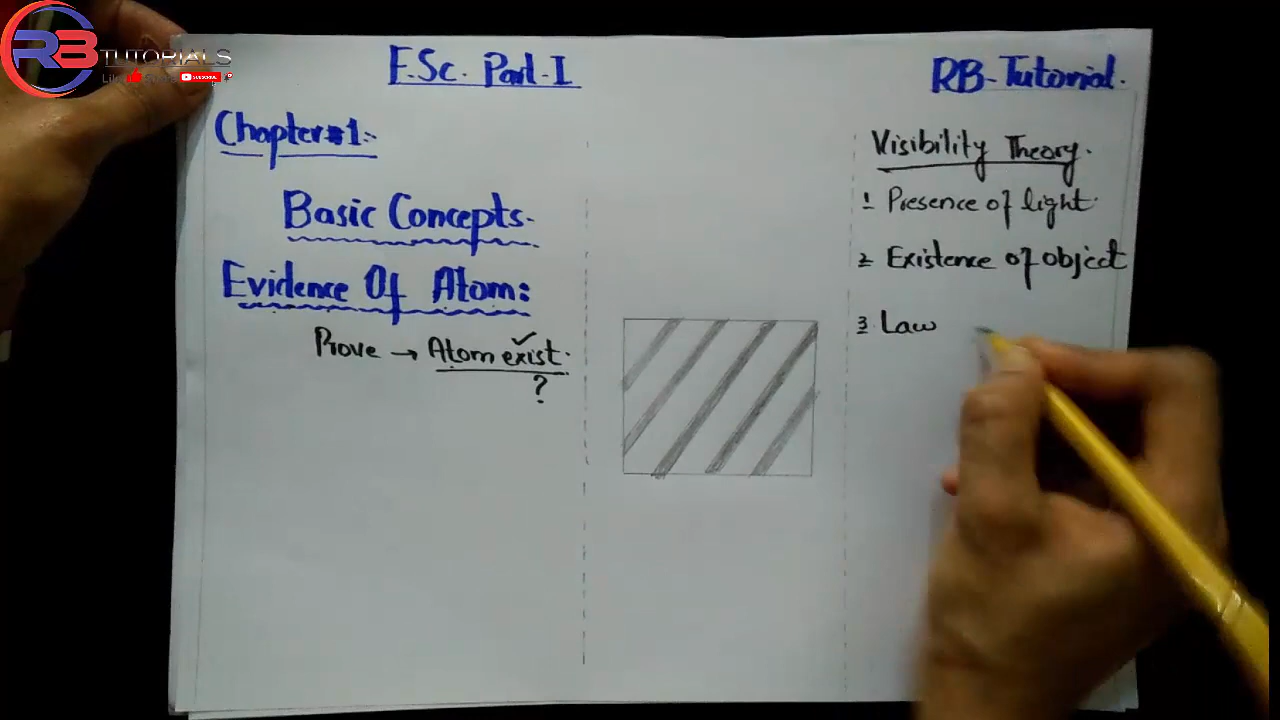 RB TUTORIALS
F.Sc. Part-I
RB-Tutorial.
Chapter#1:-
Basic Concepts.
Evidence Of Atom:
Prove → Atom exist.
?
Visibility Theory.
1 Presence of light.
2 Existence of object
3 Law